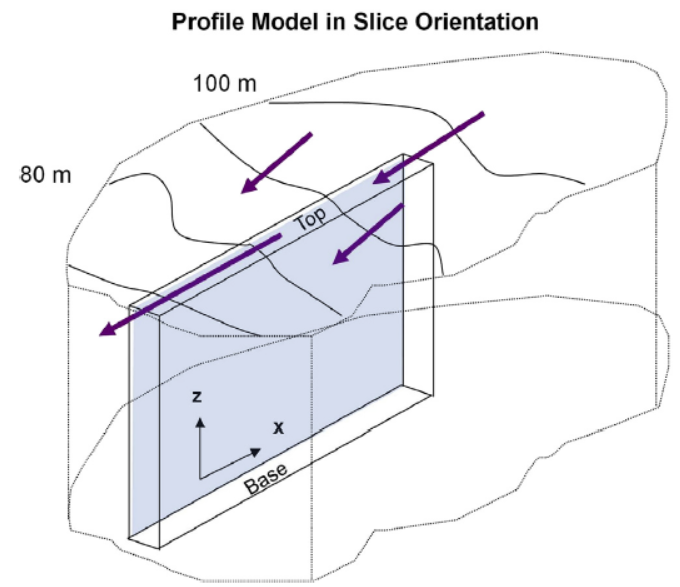 Profile Model in Slice Orientation
100 m
80 m
Top
z
x
Base